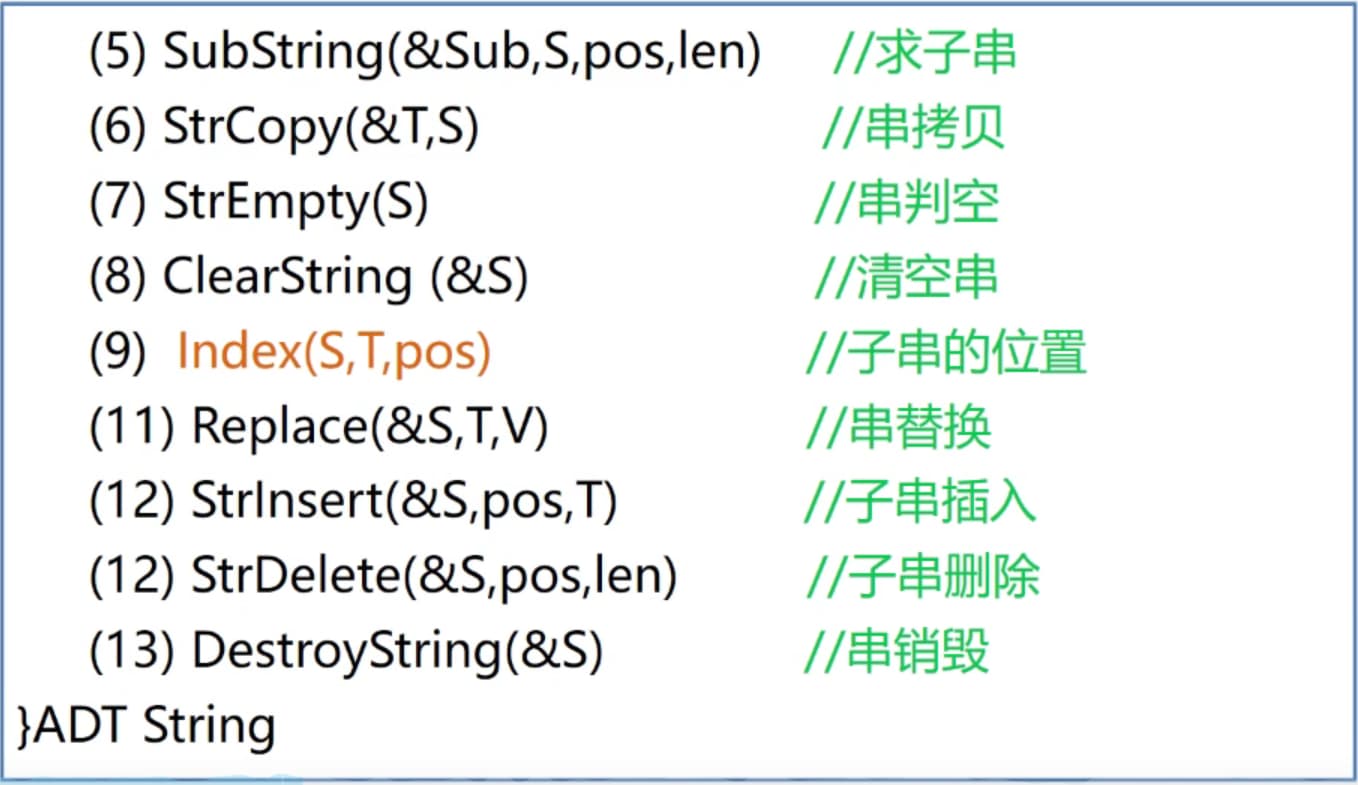 (5) SubString(&Sub,S,pos,len) //求子串
(6) StrCopy(&T,S) //串拷贝
(7) StrEmpty(S) //串判空
(8) ClearString (&S) //清空串
(9) Index(S,T,pos) //子串的位置
(11) Replace(&S,T,V) //串替换
(12) StrInsert(&S,pos,T) //子串插入
(12) StrDelete(&S,pos,len) //子串删除
(13) DestroyString(&S) //串销毁
}ADT String